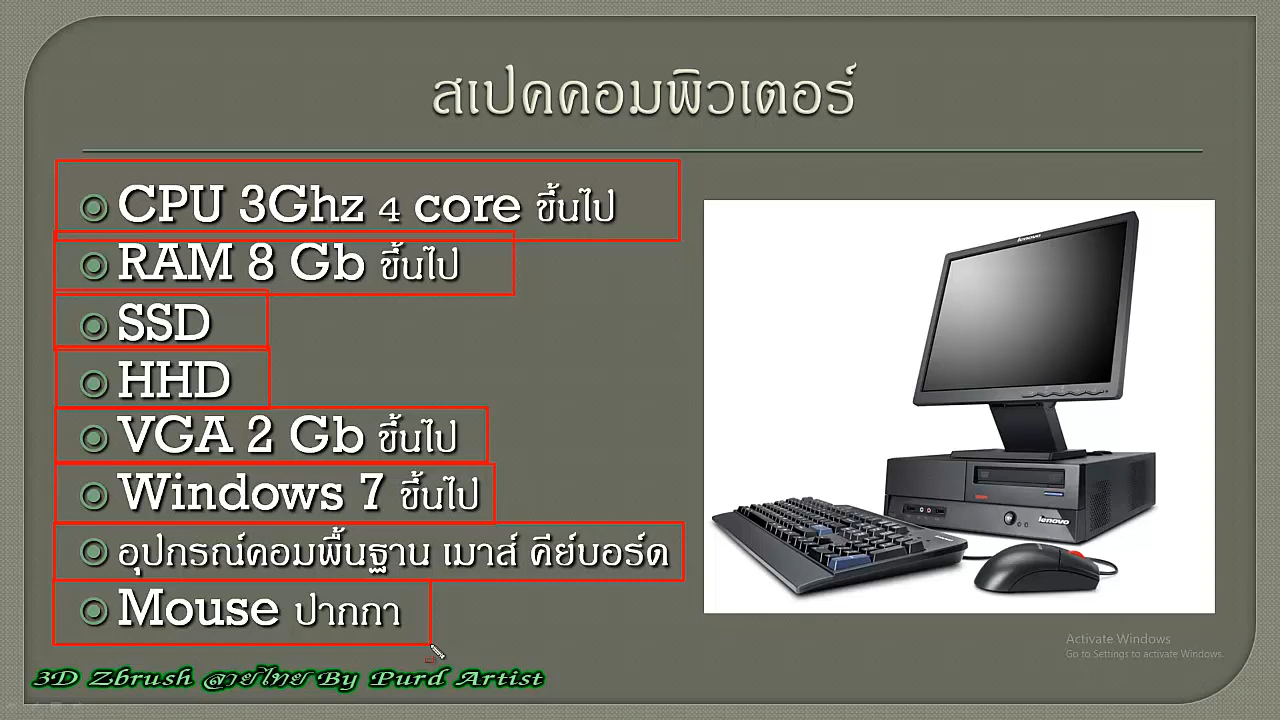 สเปคคอมพิวเตอร์
CPU 3Ghz 4 core ขึ้นไป
RAM 8 Gb ขึ้นไป
SSD
HHD
VGA 2 Gb ขึ้นไป
Windows 7 ขึ้นไป
อุปกรณ์คอมพื้นฐาน เมาส์ คีย์บอร์ด
Mouse ปากกา
lenovo
lenovo
Activate Windows
Go to Settings to activate Windows.
3D Zbrush ลายไทย By Purd Artist